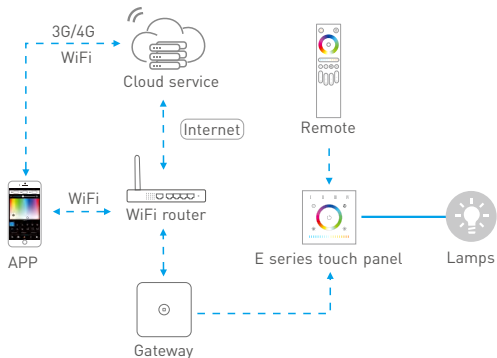 3G/4G
WiFi
Cloud service
Internet
Remote
WiFi
WiFi router
APP
E series touch panel
Lamps
Gateway